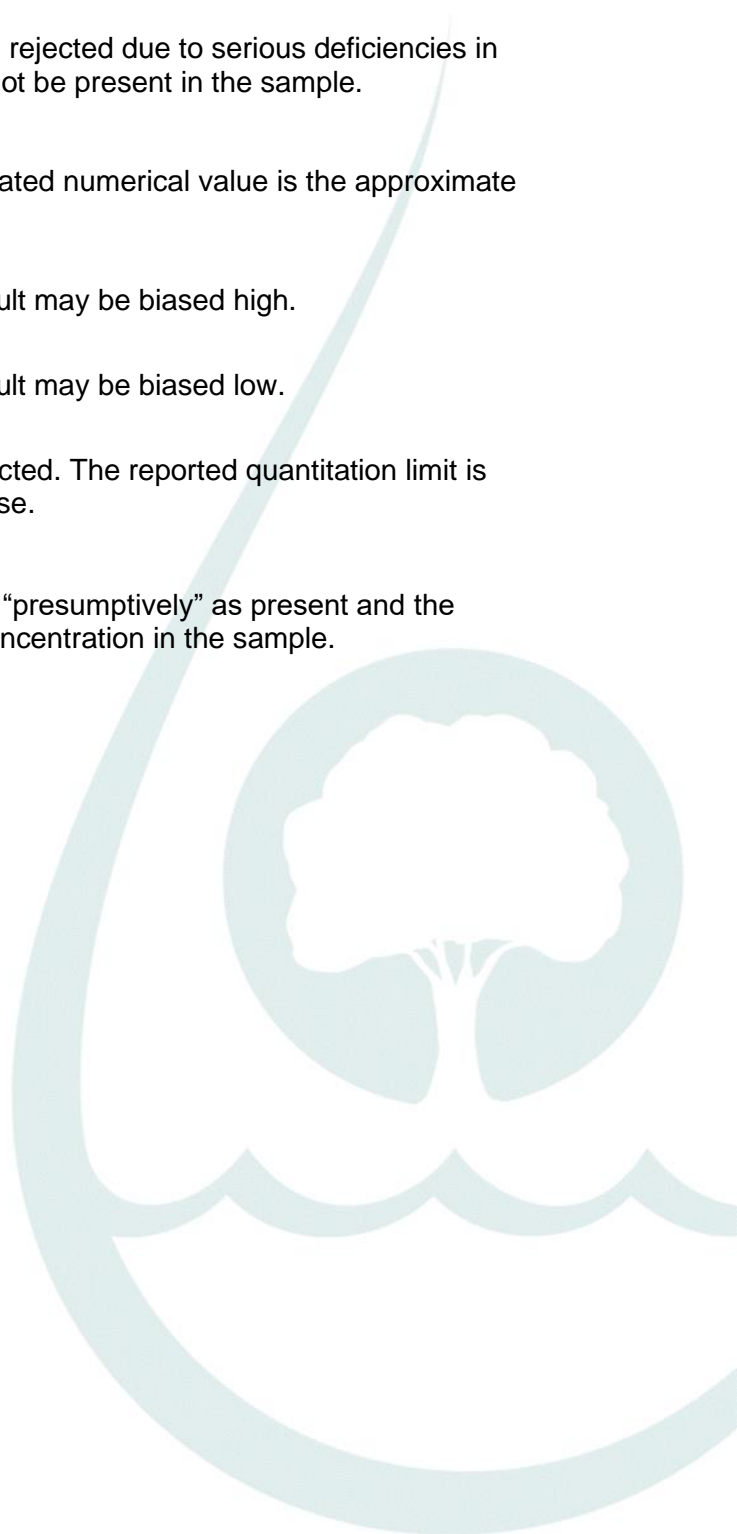 rejected due to serious deficiencies in
not be present in the sample.
ated numerical value is the approximate
ult may be biased high.
ult may be biased low.
cted. The reported quantitation limit is
se.
“presumptively” as present and the
ncentration in the sample.